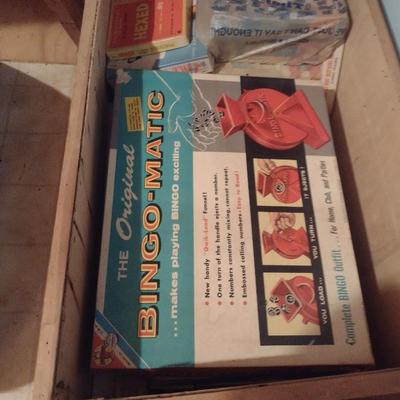 HEXED
THE Original
BINGO-MATIC
...makes playing BINGO exciting
• New handy "Qwik-Load" Funnel!
• One turn of the handle ejects a number.
• Numbers constantly mixing, cannot repeat.
• Embossed calling numbers - Easy to Read!
YOU LOAD...
YOU TURN...
IT EJECTS!
Complete BINGO Outfit... For Home, Club, and Parties